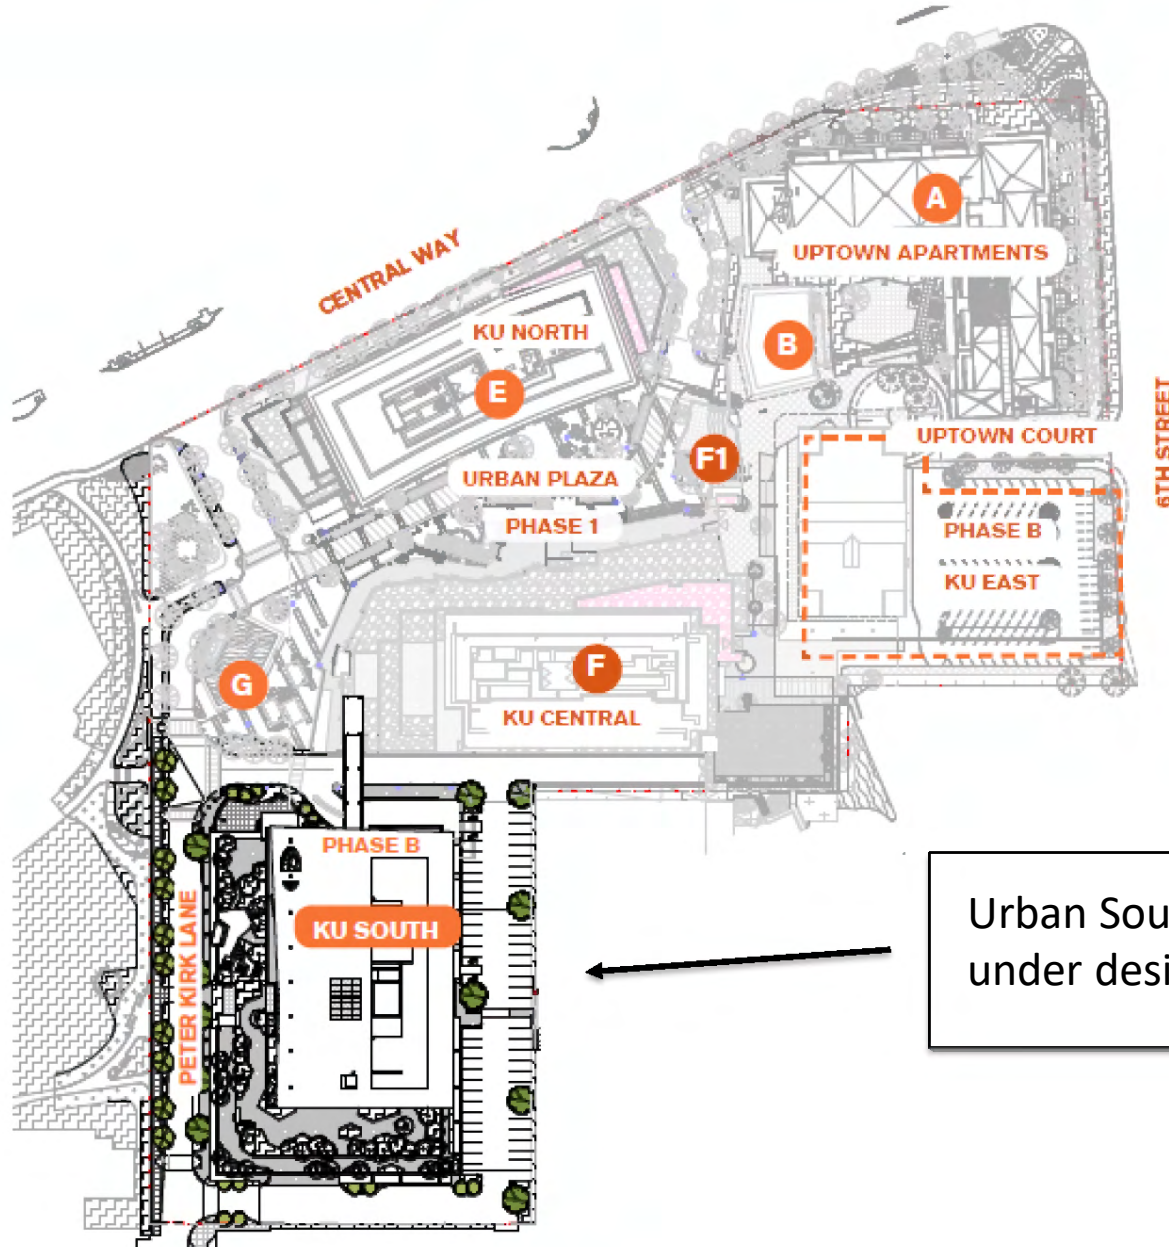 A
UPTOWN APARTMENTS
CENTRAL WAY
KU NORTH
B
E
6TH STREET
UPTOWN COURT
F1
URBAN PLAZA
PHASE 1
PHASE B
KU EAST
F
G
KU CENTRAL
PHASE B
KU SOUTH
PETER KIRK LANE
Urban Sou
under desi